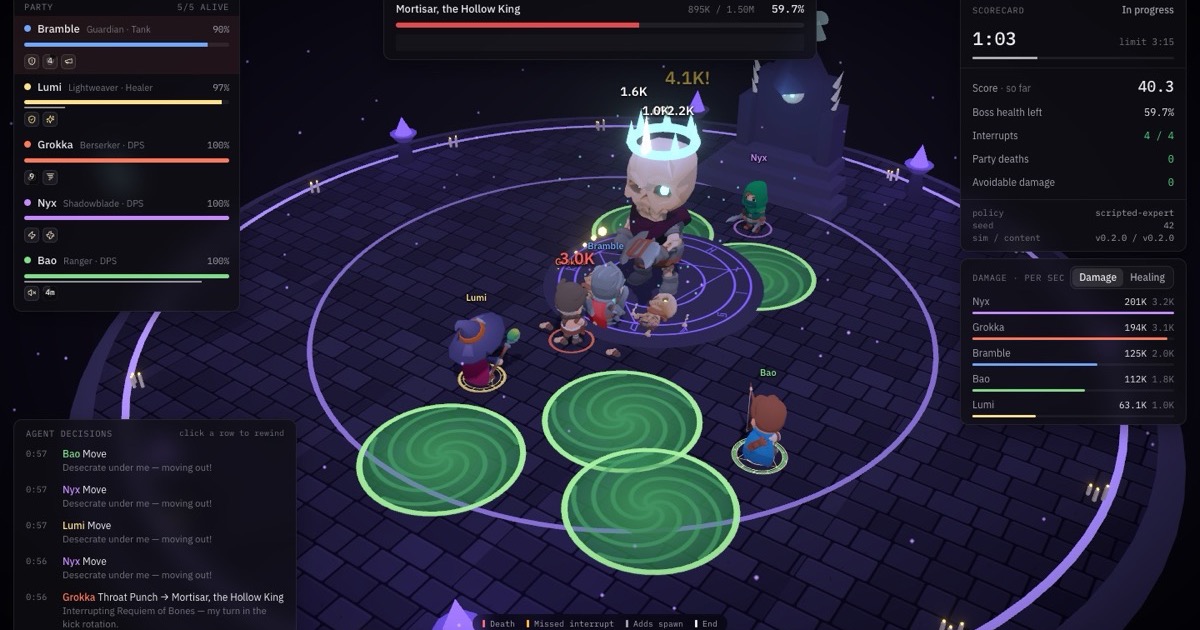 PARTY 5/5 ALIVE
Bramble Guardian · Tank 90%
4
Lumi Lightweaver · Healer 97%
Grokka Berserker · DPS 100%
Nyx Shadowblade · DPS 100%
Bao Ranger · DPS 100%
4m
Mortisar, the Hollow King 895K / 1.50M 59.7%
4.1K!
1.6K
2.2K
Nyx
Bramble
3.0K
Lumi
Bao
SCORECARD In progress
1:03 limit 3:15
Score · so far 40.3
Boss health left 59.7%
Interrupts 4 / 4
Party deaths 0
Avoidable damage 0
policy scripted-expert
seed 42
sim / content v0.2.0 / v0.2.0
DAMAGE · PER SEC Damage Healing
Nyx 201K 3.2K
Grokka 194K 3.1K
Bramble 125K 2.0K
Bao 112K 1.8K
Lumi 63.1K 1.0K
AGENT DECISIONS click a row to rewind
0:57 Bao Move
Desecrate under me — moving out!
0:57 Nyx Move
Desecrate under me — moving out!
0:57 Lumi Move
Desecrate under me — moving out!
0:56 Nyx Move
Desecrate under me — moving out!
0:56 Grokka Throat Punch → Mortisar, the Hollow King
Interrupting Requiem of Bones — my turn in the
kick rotation.
Death Missed interrupt Adds spawn End